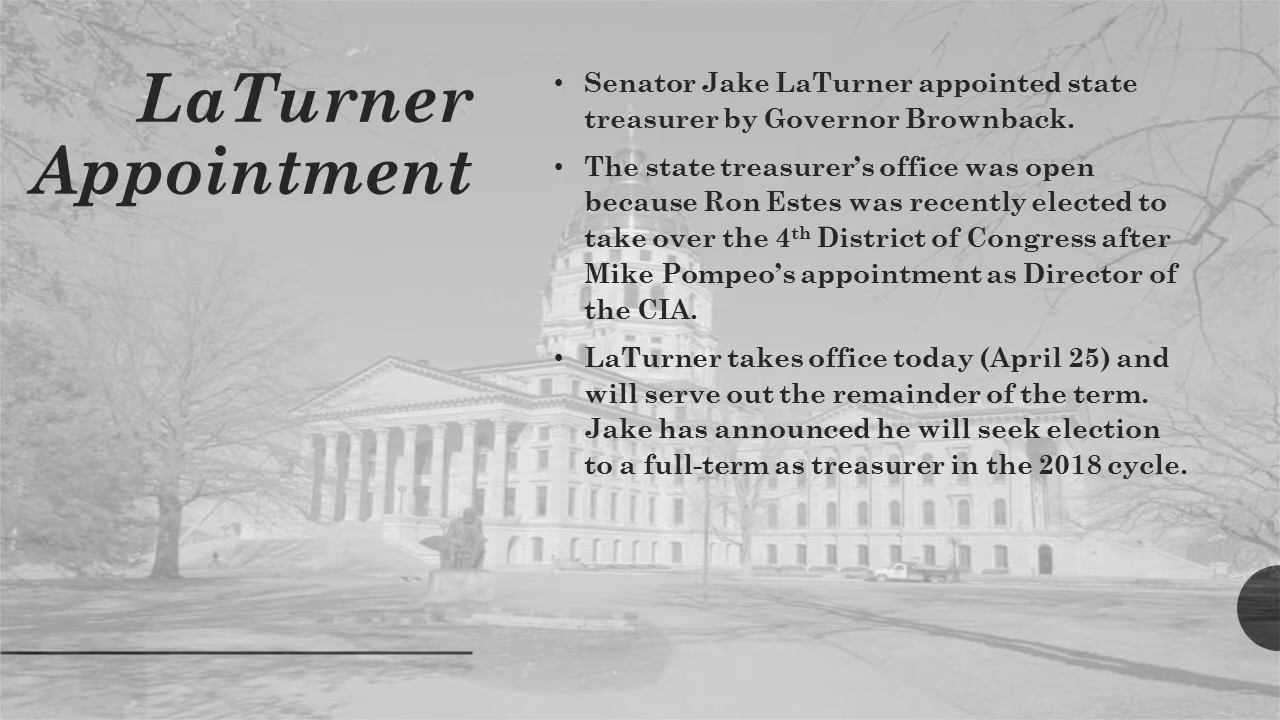 LaTurner
Appointment
• Senator Jake LaTurner appointed state
treasurer by Governor Brownback.
• The state treasurer’s office was open
because Ron Estes was recently elected to
take over the 4th District of Congress after
Mike Pompeo’s appointment as Director of
the CIA.
• LaTurner takes office today (April 25) and
will serve out the remainder of the term.
Jake has announced he will seek election
to a full-term as treasurer in the 2018 cycle.